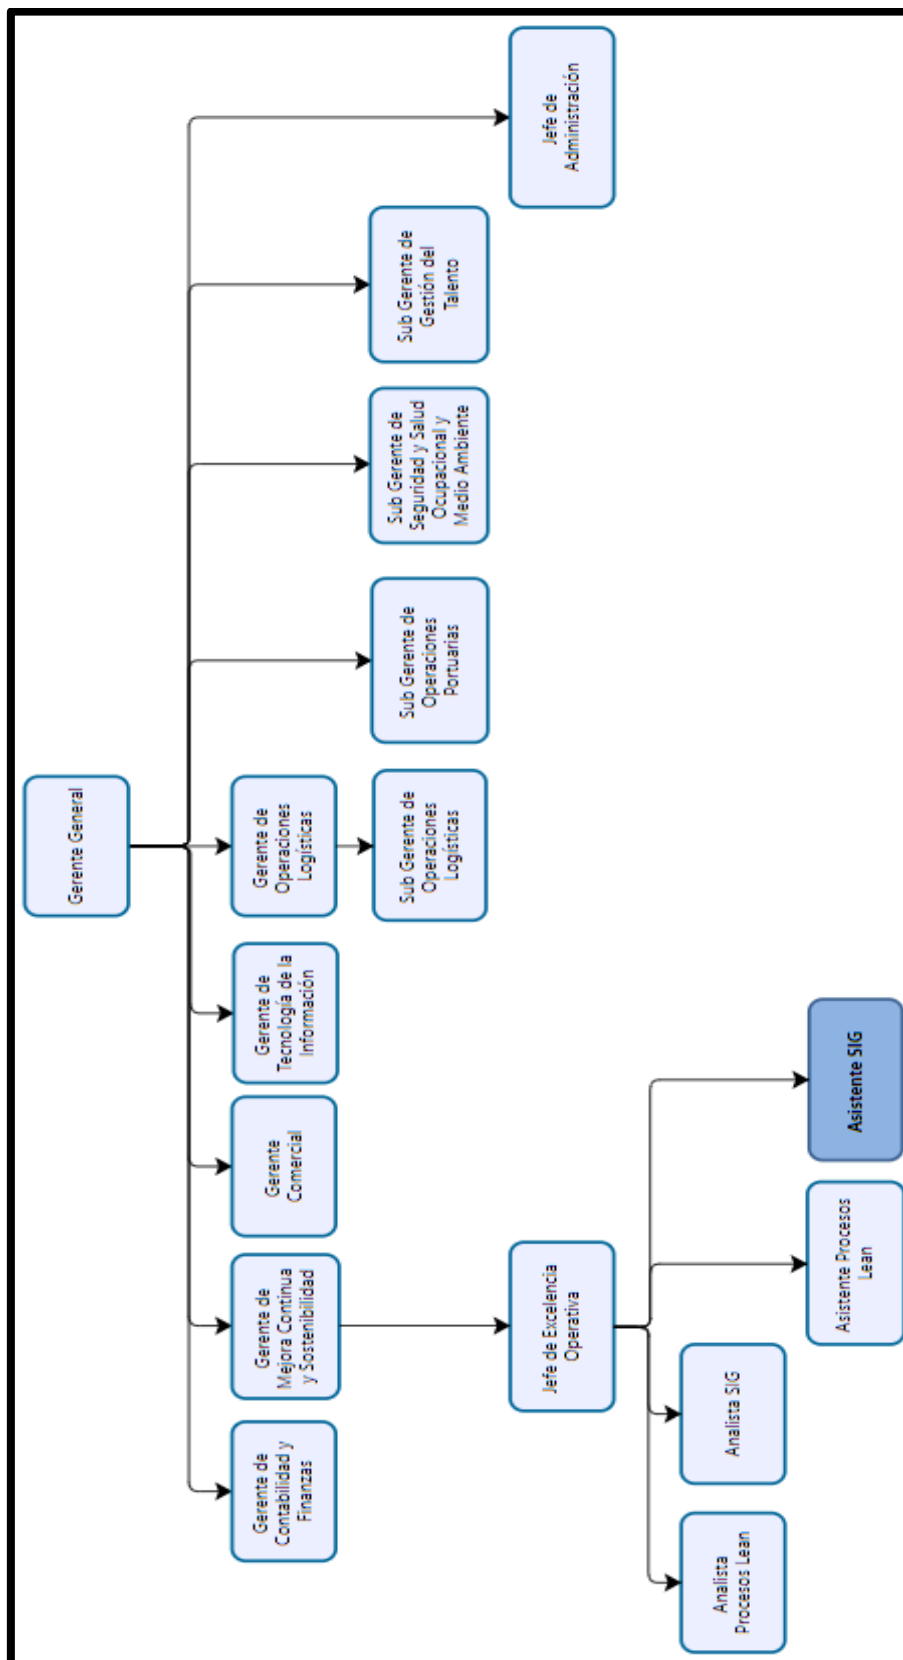 Gerente General
Gerente de
Contabilidad y
Finanzas
Gerente de
Mejora Continua
y Sostenibilidad
Gerente
Comercial
Gerente de
Tecnología de la
Información
Gerente de
Operaciones
Logísticas
Sub Gerente de
Operaciones
Logísticas
Sub Gerente de
Operaciones
Portuarias
Sub Gerente de
Seguridad y Salud
Ocupacional y
Medio Ambiente
Sub Gerente de
Gestión del
Talento
Jefe de Excelencia
Operativa
Jefe de
Administración
Analista
Procesos Lean
Analista SIG
Asistente Procesos
Lean
Asistente SIG